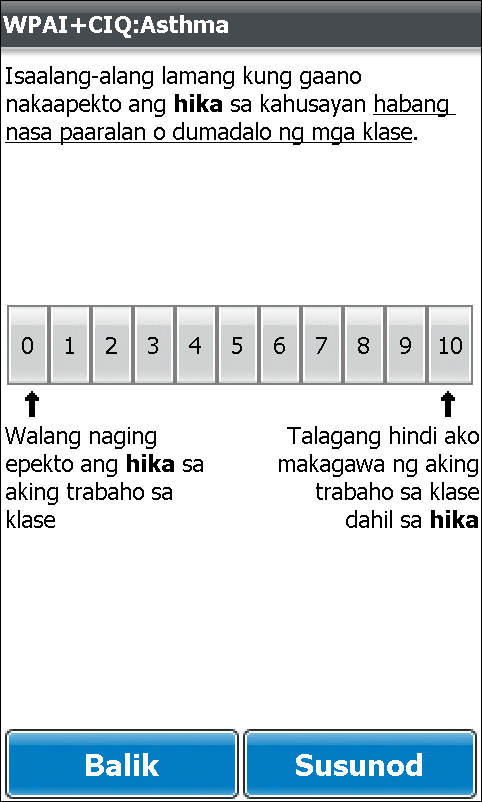 WPAI+CIQ:Asthma
Isaalang-alang lamang kung gaano
nakaapekto ang hika sa kahusayan habang
nasa paaralan o dumadalo ng mga klase.
0 1 2 3 4 5 6 7 8 9 10
Walang naging
epekto ang hika sa
aking trabaho sa
klase
Talagang hindi ako
makagawa ng aking
trabaho sa klase
dahil sa hika
Balik
Susunod